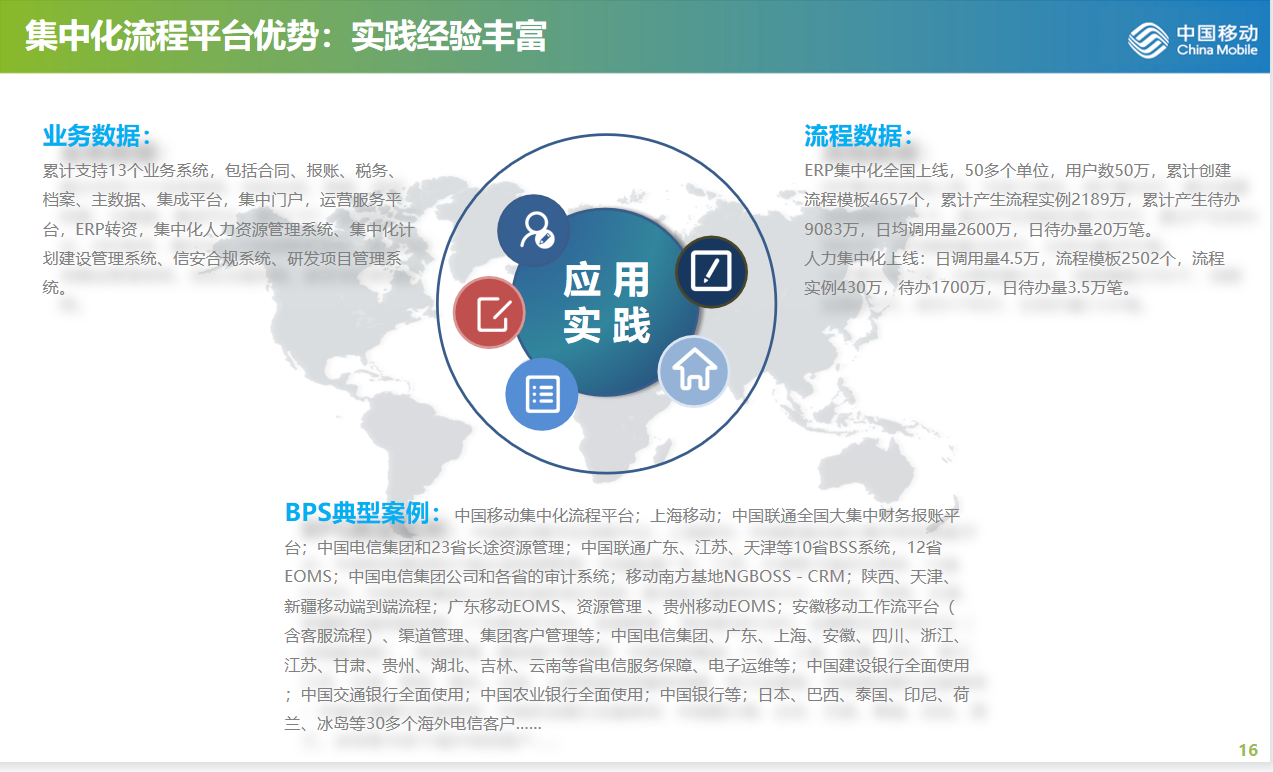 集中化流程平台优势：实践经验丰富
中国移动
China Mobile
业务数据：
累计支持13个业务系统，包括合同、报账、税务、
档案、主数据、集成平台，集中门户，运营服务平
台，ERP转资，集中化人力资源管理系统、集中化计
划建设管理系统、信安合规系统、研发项目管理系
统。
应 用
实 践
流程数据：
ERP集中化全国上线，50多个单位，用户数50万，累计创建
流程模板4657个，累计产生流程实例2189万，累计产生待办
9083万，日均调用量2600万，日待办量20万笔。
人力集中化上线：日调用量4.5万，流程模板2502个，流程
实例430万，待办1700万，日待办量3.5万笔。
BPS典型案例：中国移动集中化流程平台；上海移动；中国联通全国大集中财务报账平
台；中国电信集团和23省长途资源管理；中国联通广东、江苏、天津等10省BSS系统，12省
EOMS；中国电信集团公司和各省的审计系统；移动南方基地NGBOSS－CRM；陕西、天津、
新疆移动端到端流程；广东移动EOMS、资源管理 、贵州移动EOMS；安徽移动工作流平台（
含客服流程）、渠道管理、集团客户管理等；中国电信集团、广东、上海、安徽、四川、浙江、
江苏、甘肃、贵州、湖北、吉林、云南等省电信服务保障、电子运维等；中国建设银行全面使用
；中国交通银行全面使用；中国农业银行全面使用；中国银行等；日本、巴西、泰国、印尼、荷
兰、冰岛等30多个海外电信客户......
16